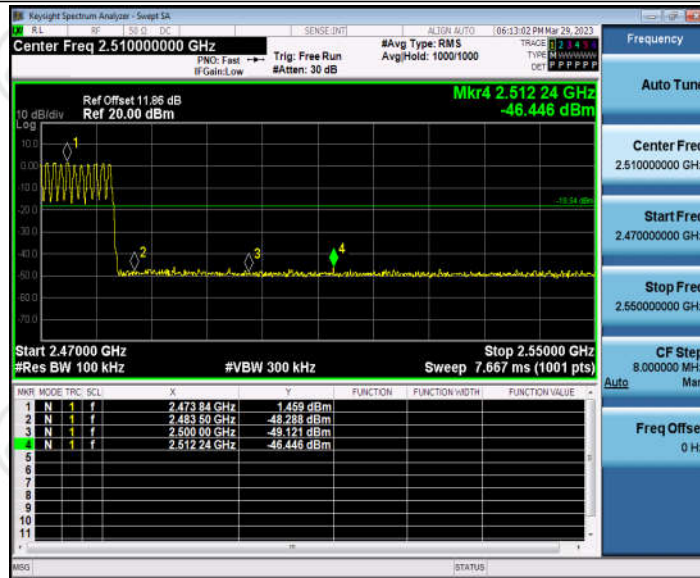 Keysight Spectrum Analyzer - Swept SA
RL RF 50 Ω DC SENSE:INT ALIGN AUTO 06:13:02 PM Mar 29, 2023
Center Freq 2.510000000 GHz
PNO: Fast
IFGain:Low
Trig: Free Run
#Atten: 30 dB
#Avg Type: RMS
Avg|Hold: 1000/1000
TRACE 1 2 3 4 5 6
TYPE M WWWWW
DET P P P P P P
Frequency
Auto Tune
Center Freq
2.510000000 GHz
Start Freq
2.470000000 GHz
Stop Freq
2.550000000 GHz
CF Step
8.000000 MHz
Auto Man
Freq Offset
0 Hz
Mkr4 2.512 24 GHz
-46.446 dBm
Ref Offset 11.86 dB
10 dB/div Ref 20.00 dBm
Log
10.0
0.00
-10.0
-20.0
-30.0
-40.0
-50.0
-60.0
-70.0
1
2
3
4
Start 2.47000 GHz Stop 2.55000 GHz
#Res BW 100 kHz #VBW 300 kHz Sweep 7.667 ms (1001 pts)
MKR MODE TRC SCL X Y FUNCTION FUNCTION WIDTH FUNCTION VALUE
1 N 1 f 2.473 84 GHz 1.459 dBm
2 N 1 f 2.483 50 GHz -48.288 dBm
3 N 1 f 2.500 00 GHz -49.121 dBm
4 N 1 f 2.512 24 GHz -46.446 dBm
5
6
7
8
9
10
11
MSG STATUS